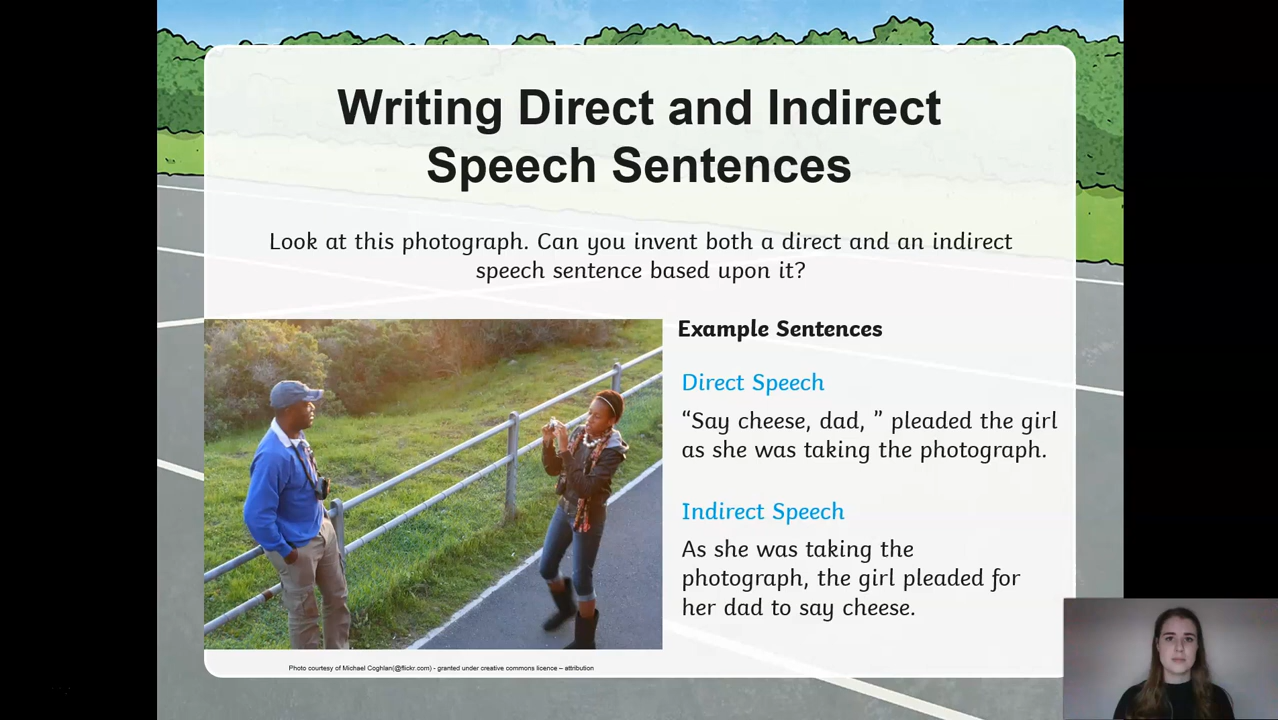 Writing Direct and Indirect
Speech Sentences
Look at this photograph. Can you invent both a direct and an indirect
speech sentence based upon it?
Example Sentences
Direct Speech
“Say cheese, dad, ” pleaded the girl
as she was taking the photograph.
Indirect Speech
As she was taking the
photograph, the girl pleaded for
her dad to say cheese.
Photo courtesy of Michael Coghlan(@flickr.com) - granted under creative commons licence – attribution